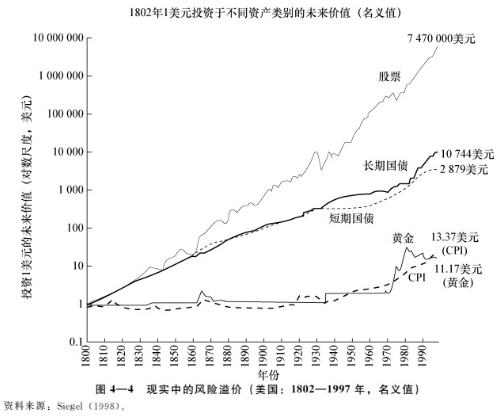 1802年1美元投资于不同资产类别的未来价值（名义值）
投资1美元的未来价值（对数尺度，美元）
10 000 000
1 000 000
100 000
10 000
1 000
100
10
1
0.1
7 470 000美元
股票
长期国债
10 744美元
2 879美元
短期国债
黄金
13.37美元
(CPI)
CPI
11.17美元
(黄金)
1800 1810 1820 1830 1840 1850 1860 1870 1880 1890 1900 1910 1920 1930 1940 1950 1960 1970 1980 1990
年份
图 4—4 现实中的风险溢价（美国：1802—1997 年，名义值）
资料来源：Siegel（1998）。